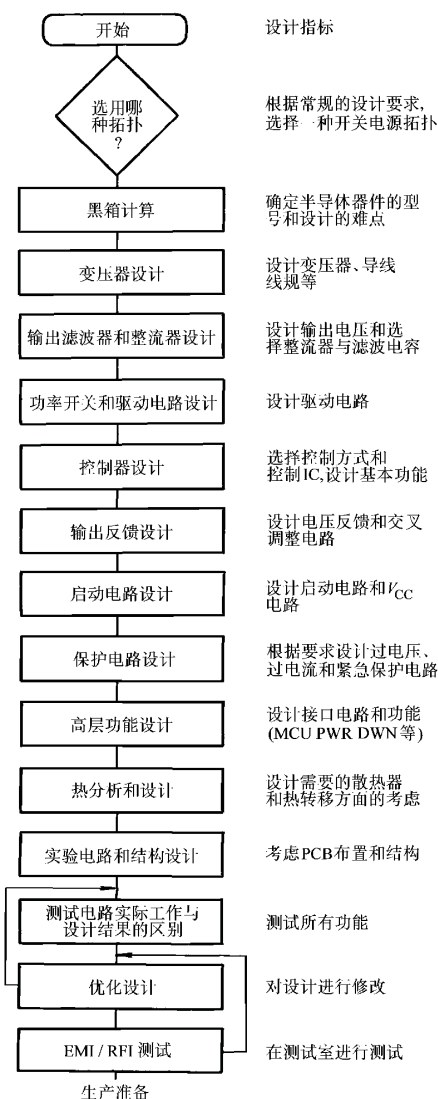 开始
设计指标
选用哪
种拓扑
?
根据常规的设计要求,
选择一种开关电源拓扑
黑箱计算
确定半导体器件的型
号和设计的难点
变压器设计
设计变压器、导线
线规等
输出滤波器和整流器设计
设计输出电压和选
择整流器与滤波电容
功率开关和驱动电路设计
设计驱动电路
控制器设计
选择控制方式和
控制IC,设计基本功能
输出反馈设计
设计电压反馈和交叉
调整电路
启动电路设计
设计启动电路和VCC
电路
保护电路设计
根据要求设计过电压、
过电流和紧急保护电路
高层功能设计
设计接口电路和功能
(MCU PWR DWN等)
热分析和设计
设计需要的散热器
和热转移方面的考虑
实验电路和结构设计
考虑PCB布置和结构
测试电路实际工作与
设计结果的区别
测试所有功能
优化设计
对设计进行修改
EMI / RFI 测试
在测试室进行测试
生产准备